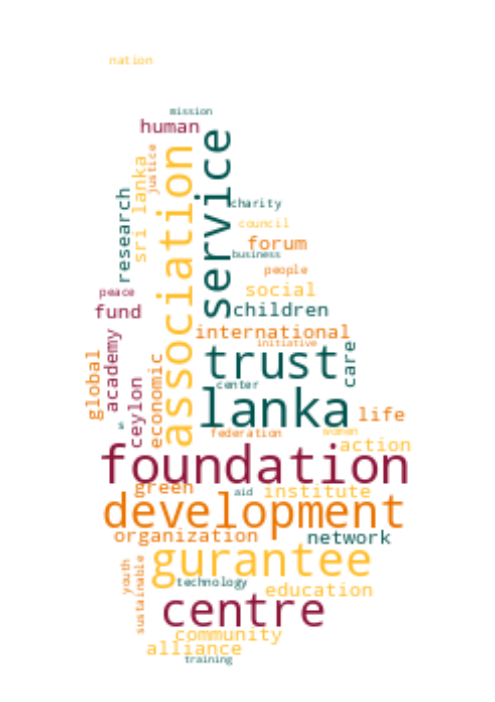 nation
mission
human
service
association
justice
sri lanka
research
charity
council
forum
business
people
peace
social
fund
children
international
initiative
trust
care
global
academy
economic
ceylon
center
lanka
life
s
federation
women
action
foundation
green
aid
institute
development
organization
network
gurantee
youth
sustainable
technology
education
centre
community
alliance
training